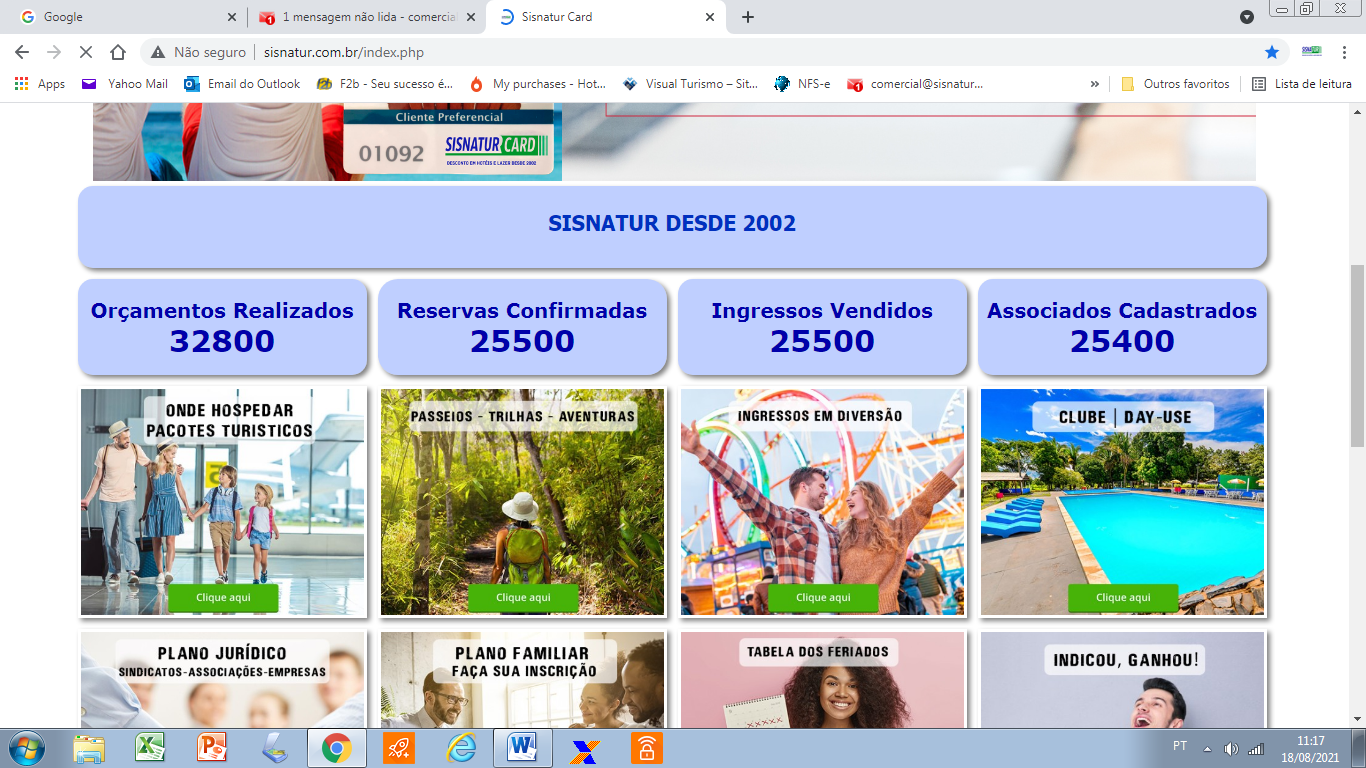 Google
1 mensagem não lida - comercia
Sisnatur Card
Não seguro
sisnatur.com.br/index.php
Apps
Yahoo Mail
Email do Outlook
F2b - Seu sucesso é...
My purchases - Hot...
Visual Turismo – Sit...
NFS-e
comercial@sisnatur...
»
Outros favoritos
Lista de leitura
Cliente Preferencial
01092
SISNATUR CARD
DESCONTO EM HOTÉIS E LAZER DESDE 2002
SISNATUR DESDE 2002
Orçamentos Realizados
32800
Reservas Confirmadas
25500
Ingressos Vendidos
25500
Associados Cadastrados
25400
ONDE HOSPEDAR
PACOTES TURISTICOS
Clique aqui
PASSEIOS - TRILHAS - AVENTURAS
Clique aqui
INGRESSOS EM DIVERSÃO
Clique aqui
CLUBE | DAY-USE
Clique aqui
PLANO JURÍDICO
SINDICATOS-ASSOCIAÇÕES-EMPRESAS
PLANO FAMILIAR
FAÇA SUA INSCRIÇÃO
TABELA DOS FERIADOS
INDICOU, GANHOU!
PT
11:17
18/08/2021